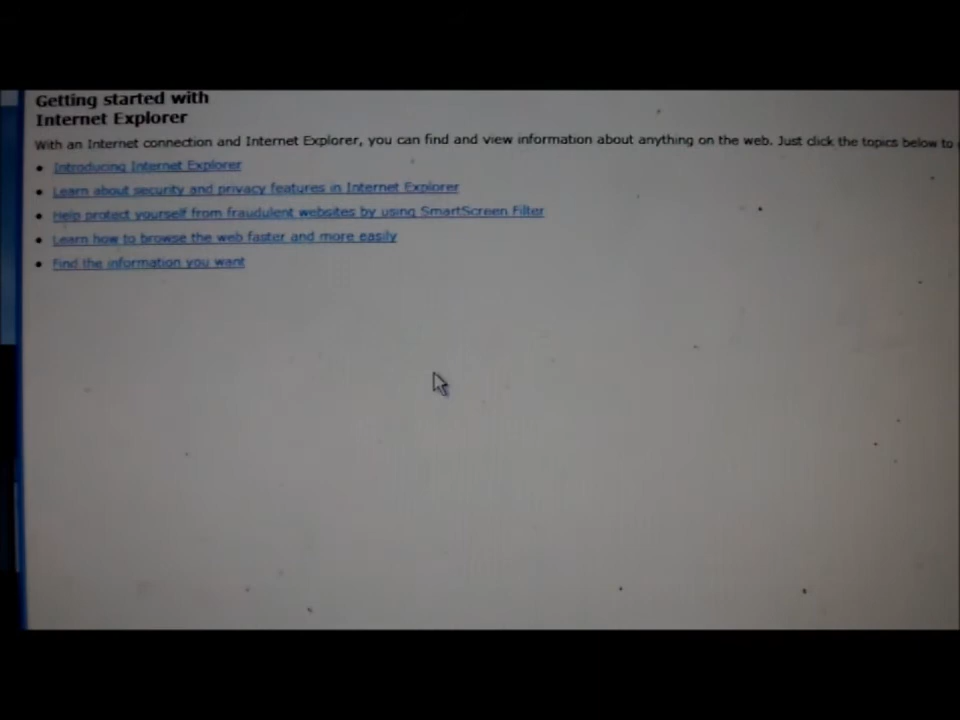 Getting started with
Internet Explorer
With an Internet connection and Internet Explorer, you can find and view information about anything on the web. Just click the topics below to
Introducing Internet Explorer
Learn about security and privacy features in Internet Explorer
Help protect yourself from fraudulent websites by using SmartScreen Filter
Learn how to browse the web faster and more easily
Find the information you want